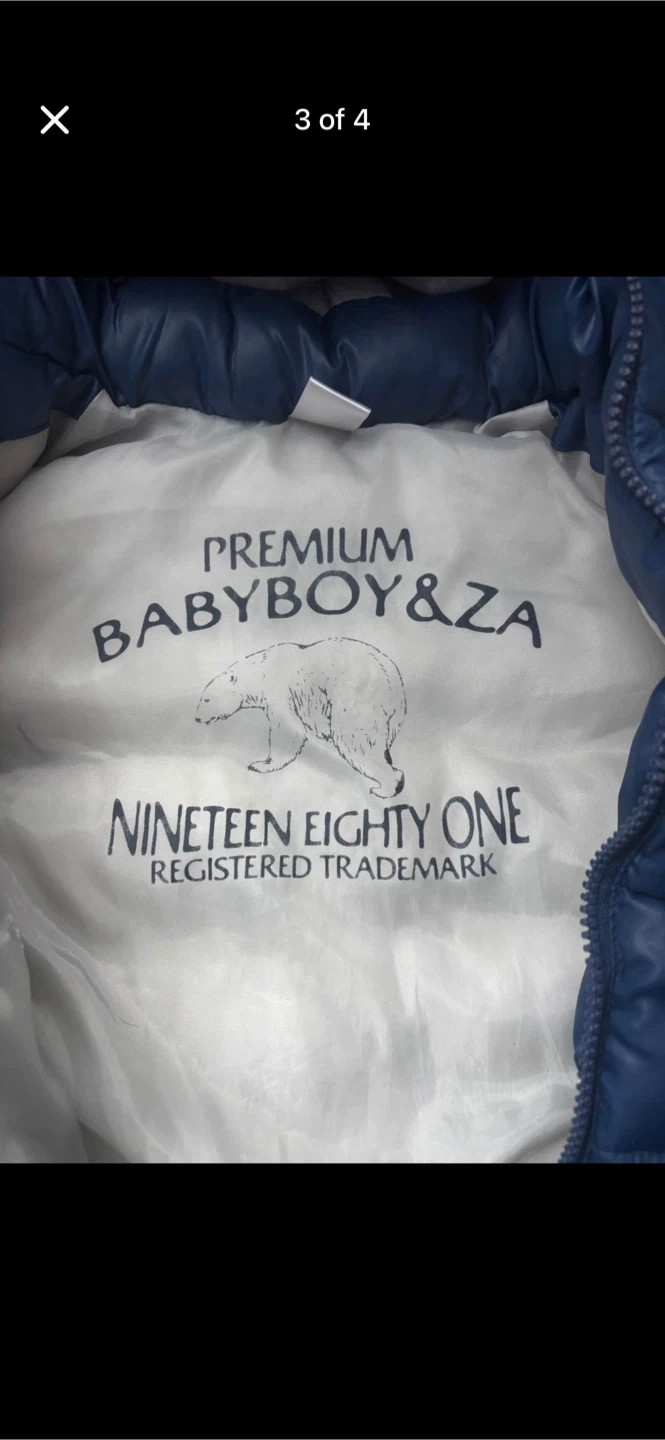 3 of 4
PREMIUM
BABYBOY&ZA
NINETEEN EIGHTY ONE
REGISTERED TRADEMARK